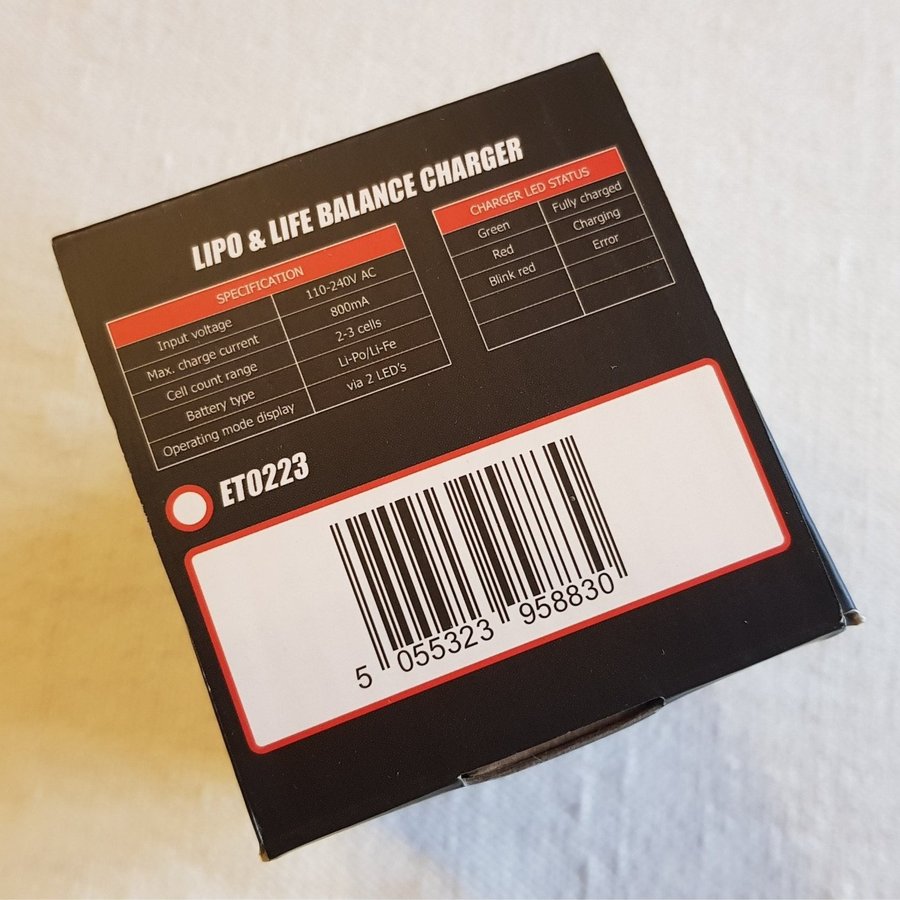 LIPO & LIFE BALANCE CHARGER
SPECIFICATION
Input voltage 110-240V AC
Max. charge current 800mA
Cell count range 2-3 cells
Battery type Li-Po/Li-Fe
Operating mode display via 2 LED's
CHARGER LED STATUS
Green Fully charged
Red Charging
Blink red Error
ET0223
5 055323 958830